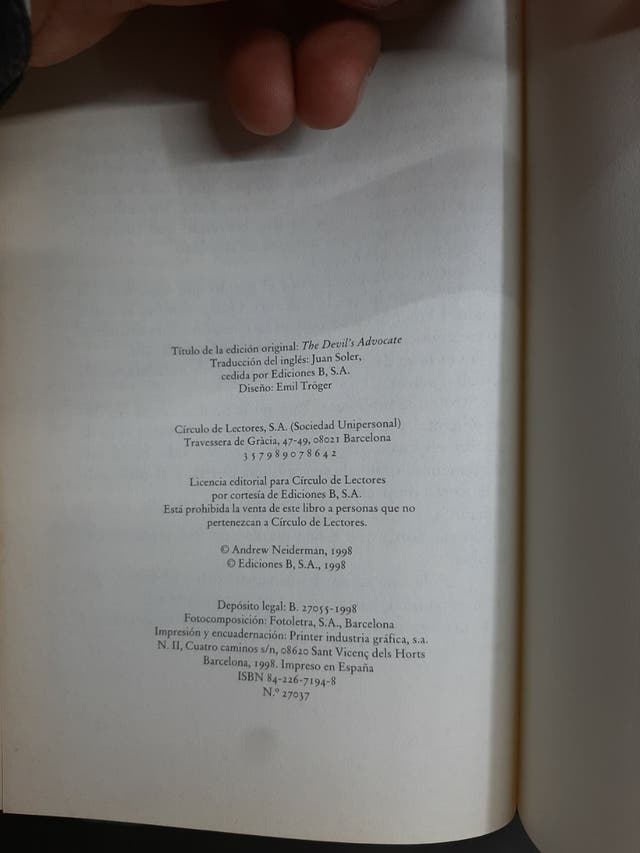 Título de la edición original: The Devil's Advocate
Traducción del inglés: Juan Soler,
cedida por Ediciones B, S.A.
Diseño: Emil Tröger
Círculo de Lectores, S.A. (Sociedad Unipersonal)
Travessera de Gràcia, 47-49, 08021 Barcelona
3 5 7 9 8 9 0 7 8 6 4 2
Licencia editorial para Círculo de Lectores
por cortesía de Ediciones B, S.A.
Está prohibida la venta de este libro a personas que no
pertenezcan a Círculo de Lectores.
© Andrew Neiderman, 1998
© Ediciones B, S.A., 1998
Depósito legal: B. 27055-1998
Fotocomposición: Fotoletra, S.A., Barcelona
Impresión y encuadernación: Printer industria gráfica, s.a.
N. II, Cuatro caminos s/n, 08620 Sant Vicenç dels Horts
Barcelona, 1998. Impreso en España
ISBN 84-226-7194-8
N.º 27037